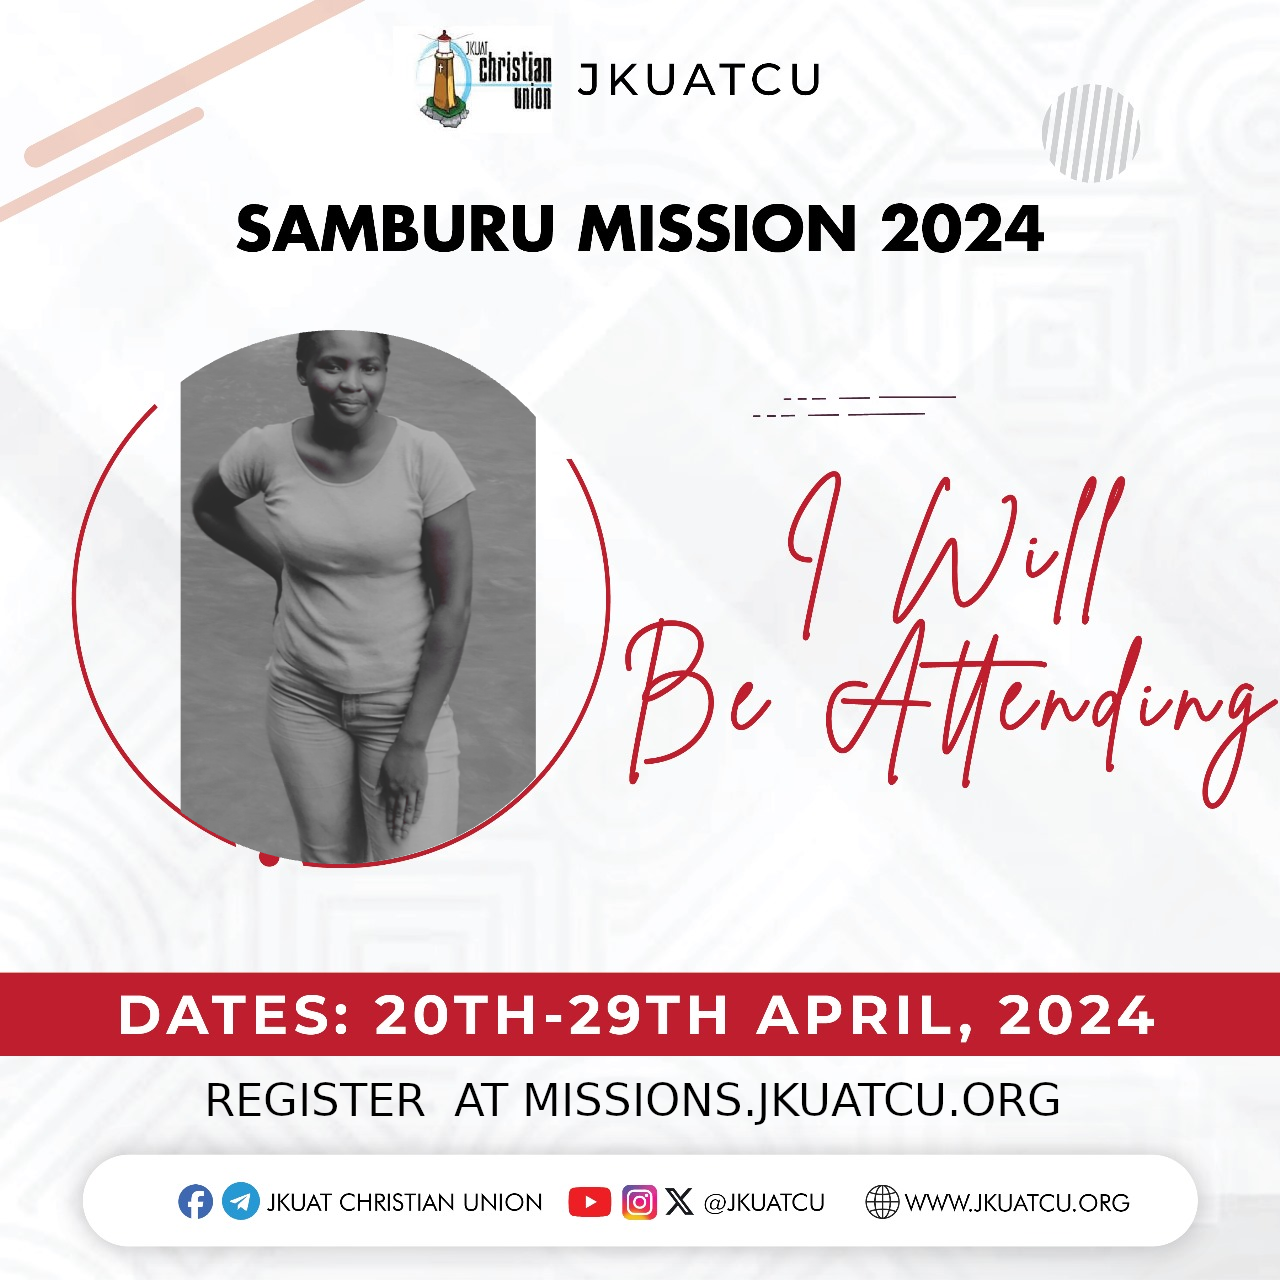 JKUAT
christian
union
JKUATCU
SAMBURU MISSION 2024
I Will
Be Attending
DATES: 20TH-29TH APRIL, 2024
REGISTER  AT MISSIONS.JKUATCU.ORG
JKUAT CHRISTIAN UNION @JKUATCU WWW.JKUATCU.ORG